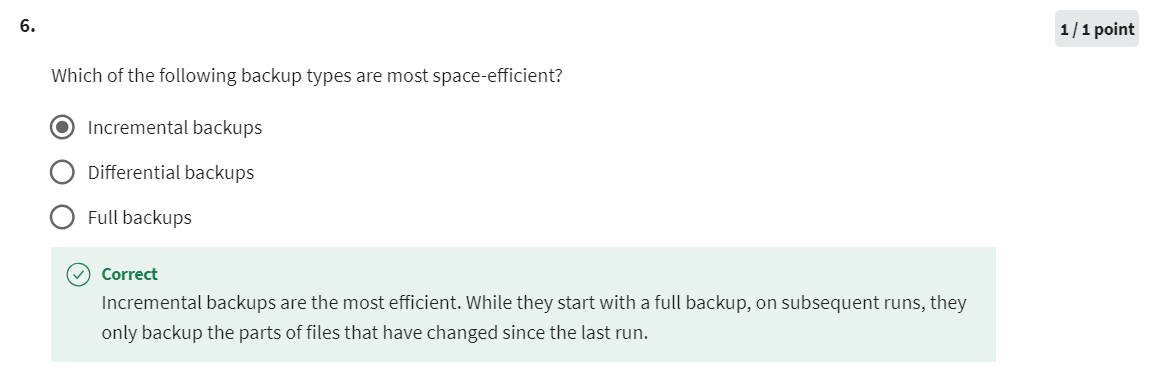 6.
1 / 1 point
Which of the following backup types are most space-efficient?
Incremental backups
Differential backups
Full backups
Correct
Incremental backups are the most efficient. While they start with a full backup, on subsequent runs, they
only backup the parts of files that have changed since the last run.